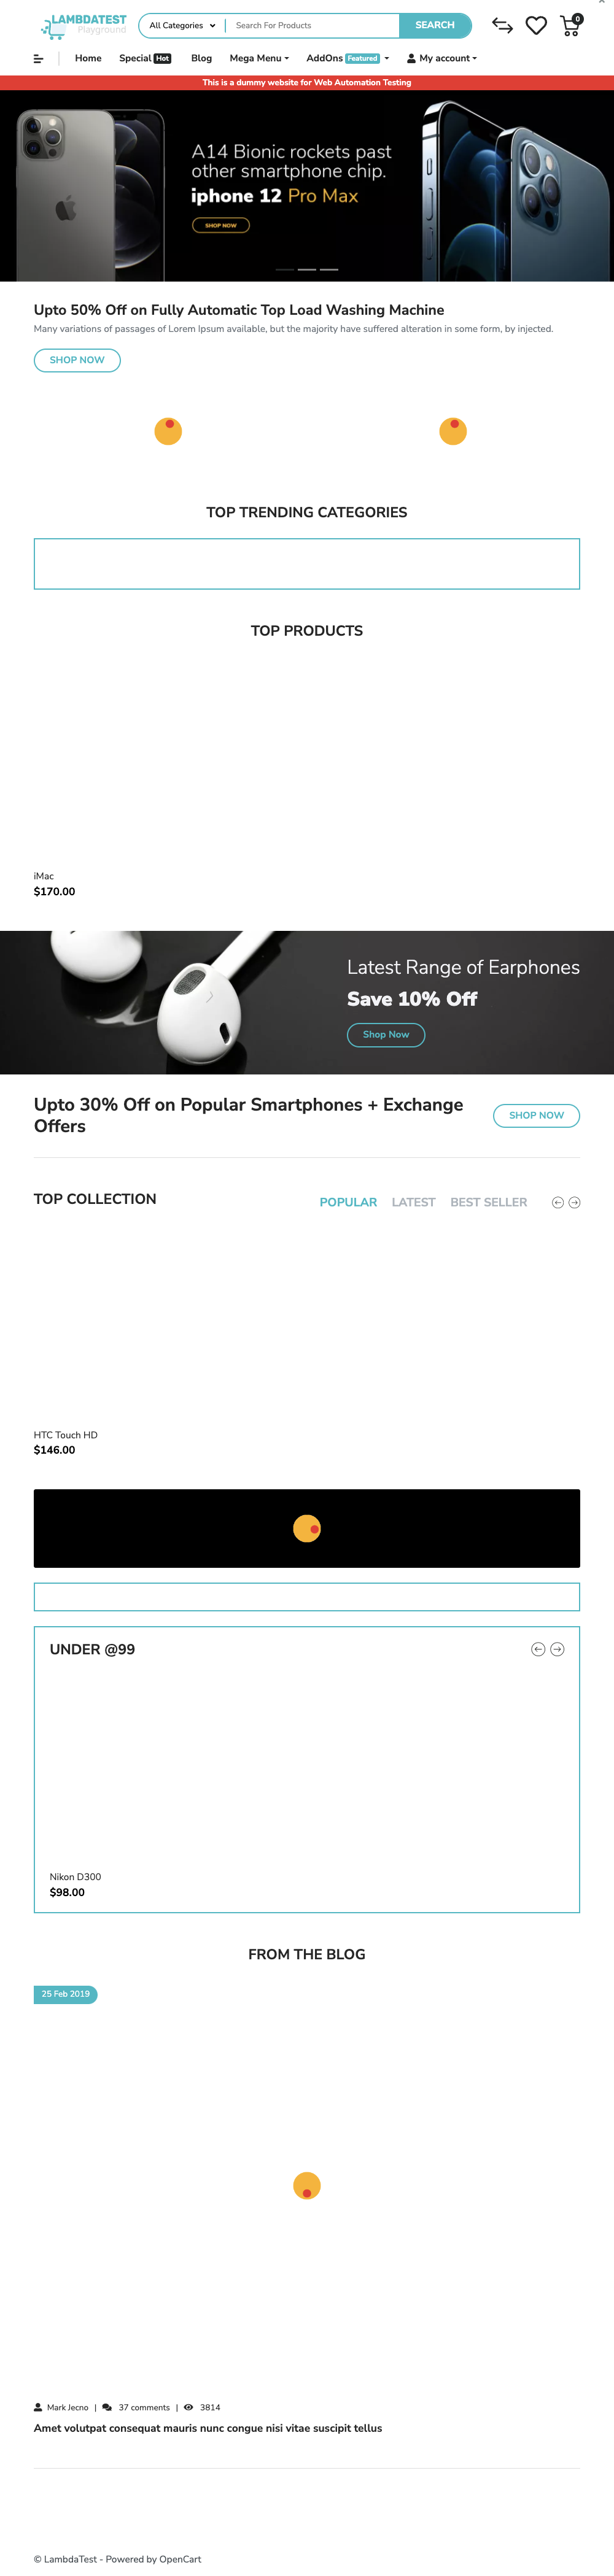 LAMBDATEST
Playground
All Categories
Search For Products
SEARCH
0
Home
Special Hot
Blog
Mega Menu
AddOns Featured
My account
This is a dummy website for Web Automation Testing
A14 Bionic rockets past
other smartphone chip.
iphone 12 Pro Max
SHOP NOW
Upto 50% Off on Fully Automatic Top Load Washing Machine
Many variations of passages of Lorem Ipsum available, but the majority have suffered alteration in some form, by injected.
SHOP NOW
TOP TRENDING CATEGORIES
TOP PRODUCTS
iMac
$170.00
Latest Range of Earphones
Save 10% Off
Shop Now
Upto 30% Off on Popular Smartphones + Exchange
Offers
SHOP NOW
TOP COLLECTION
POPULAR
LATEST
BEST SELLER
HTC Touch HD
$146.00
UNDER @99
Nikon D300
$98.00
FROM THE BLOG
25 Feb 2019
Mark Jecno | 37 comments | 3814
Amet volutpat consequat mauris nunc congue nisi vitae suscipit tellus
© LambdaTest - Powered by OpenCart